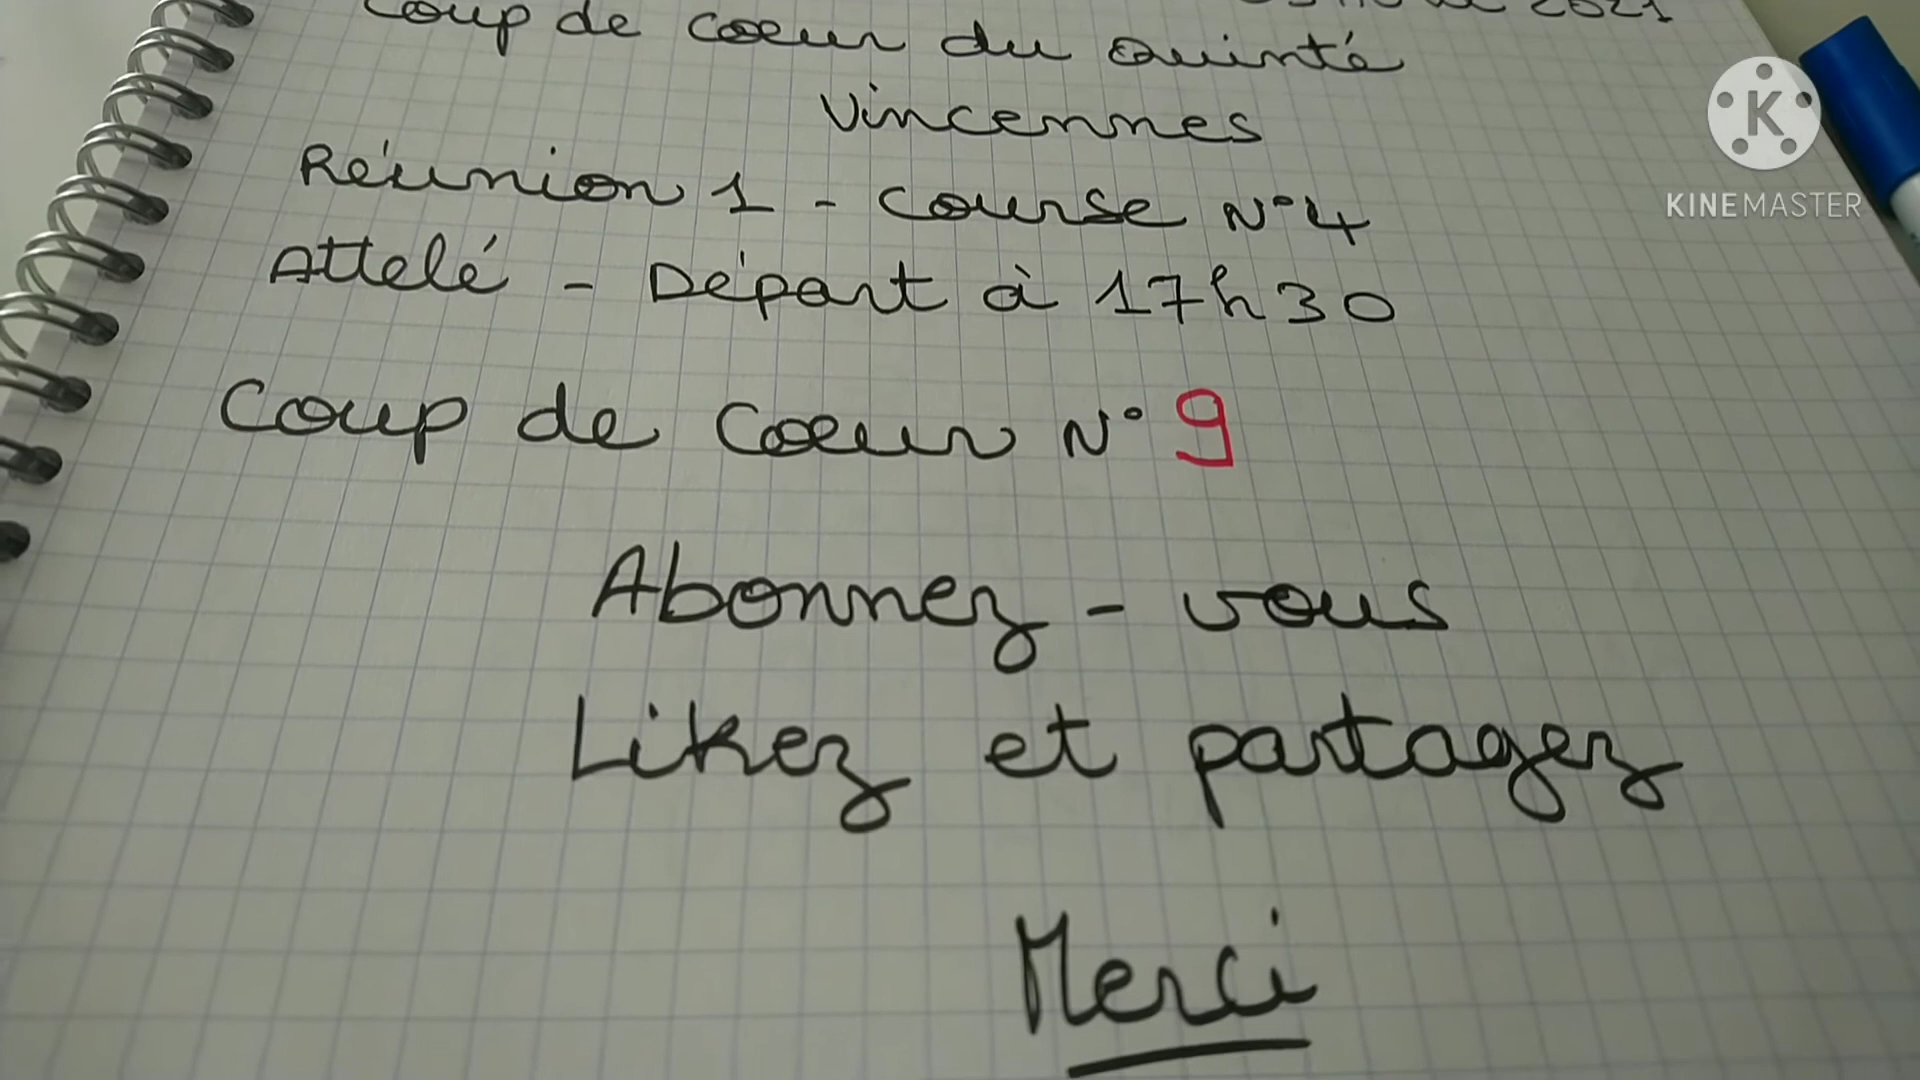 2021
Coup de coeur du Quinté
Vincennes
Réunion 1 - Course N°4
Attelé - Départ à 17h30
Coup de Coeur N° 9
Abonnez-vous
Likez et partagez
Merci
K
KINEMASTER